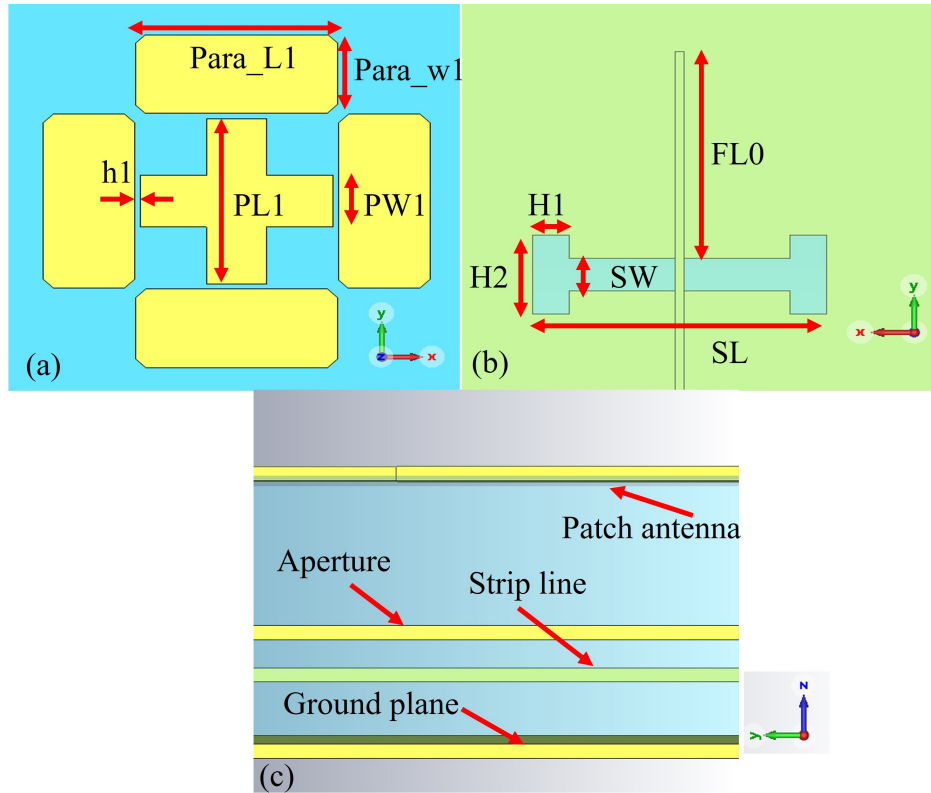 Para_L1
Para_w1
h1
PL1
PW1
y
z
x
(a)
FL0
H1
H2
SW
SL
y
x
(b)
Patch antenna
Aperture
Strip line
Ground plane
z
y
(c)